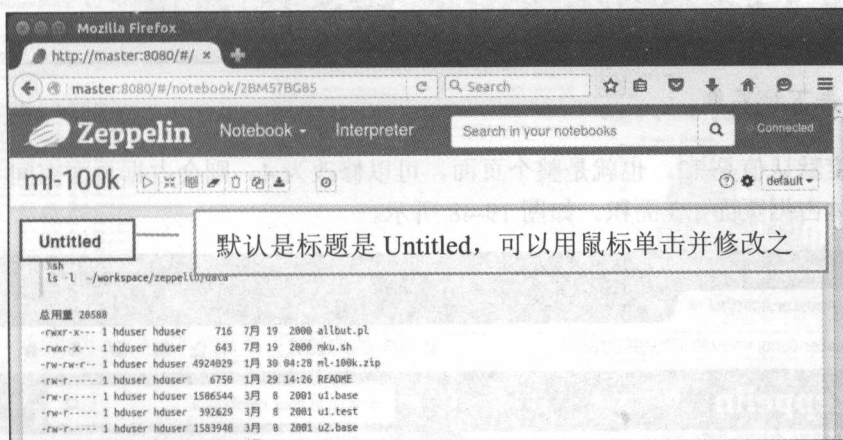 Mozilla Firefox
http://master:8080/#/ ×
master:8080/#/notebook/2BM57BG85
Search
Zeppelin
Notebook
Interpreter
Search in your notebooks
Connected
ml-100k
default
Untitled
默认是标题是 Untitled，可以用鼠标单击并修改之
%sh
ls -l ~/workspace/zeppelin/data
总用量 20588
-rwxr-x--- 1 hduser hduser 716 7月 19 2000 allbut.pl
-rwxr-x--- 1 hduser hduser 643 7月 19 2000 mku.sh
-rw-rw-r-- 1 hduser hduser 4924029 1月 30 04:28 ml-100k.zip
-rw-r----- 1 hduser hduser 6750 1月 29 14:26 README
-rw-r----- 1 hduser hduser 1586544 3月 8 2001 u1.base
-rw-r----- 1 hduser hduser 392629 3月 8 2001 u1.test
-rw-r----- 1 hduser hduser 1583948 3月 8 2001 u2.base